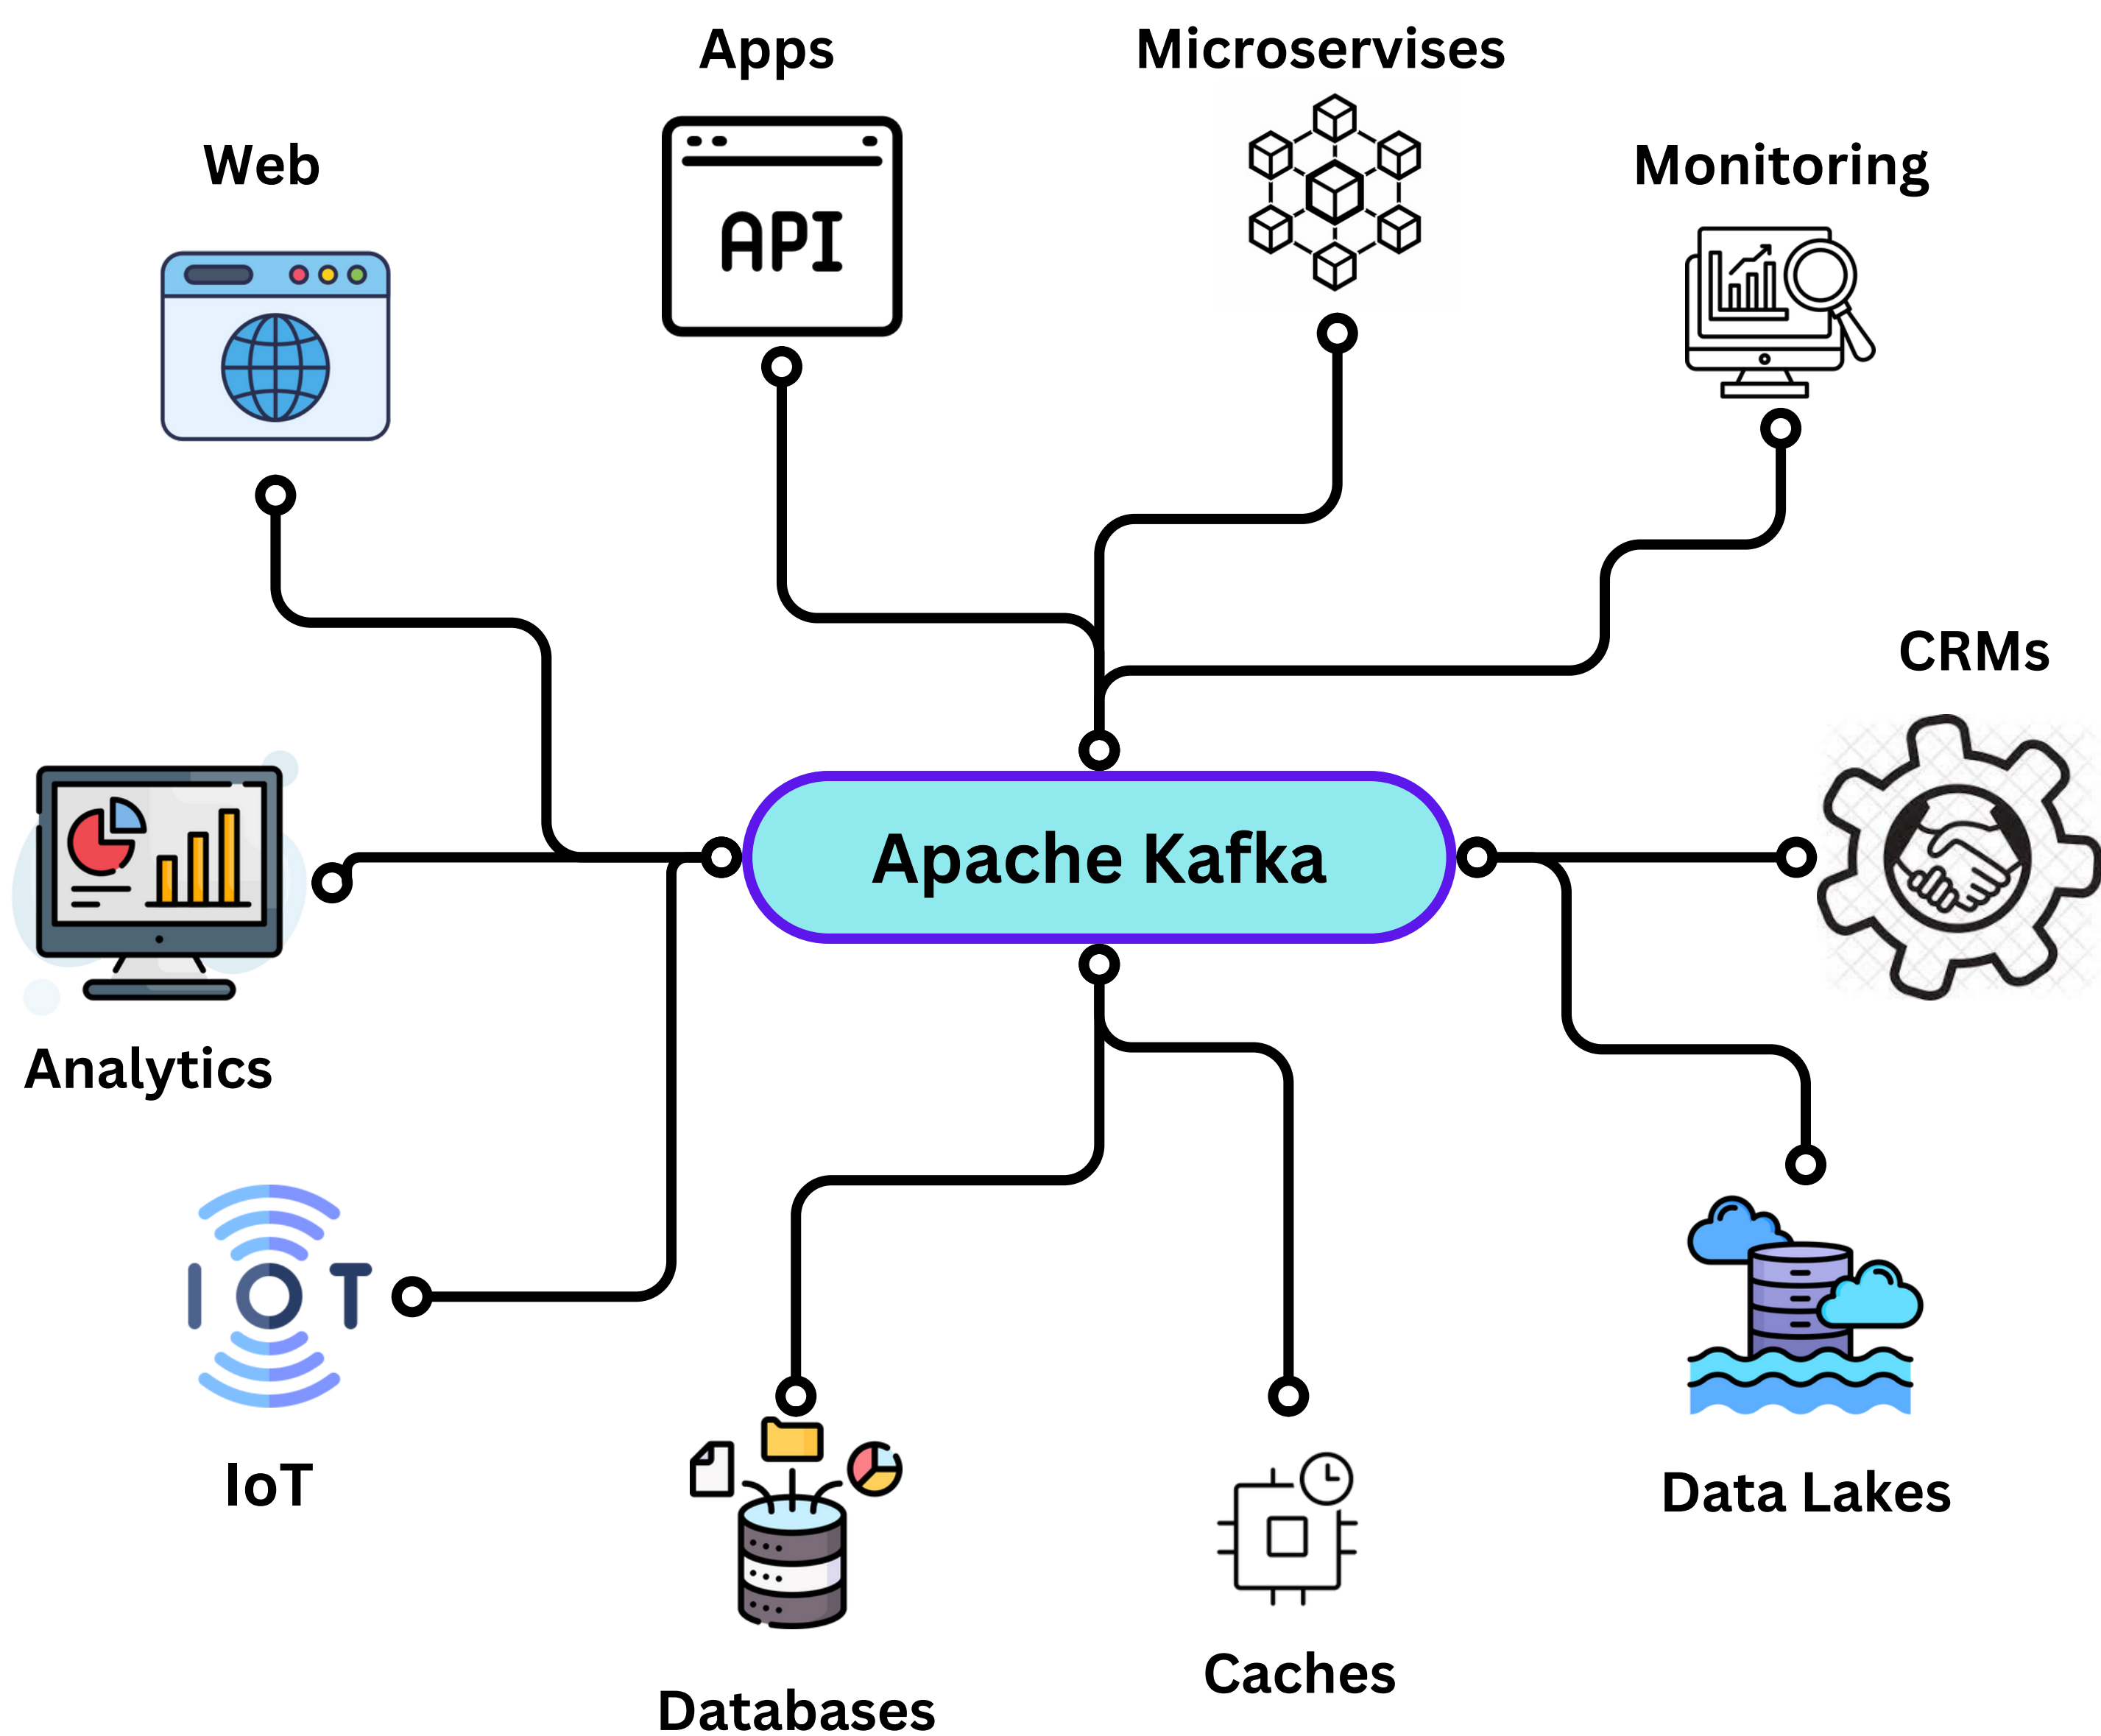 Apps
Microservises
Web
Monitoring
API
CRMs
Apache Kafka
Analytics
IOT
IoT
Data Lakes
Caches
Databases